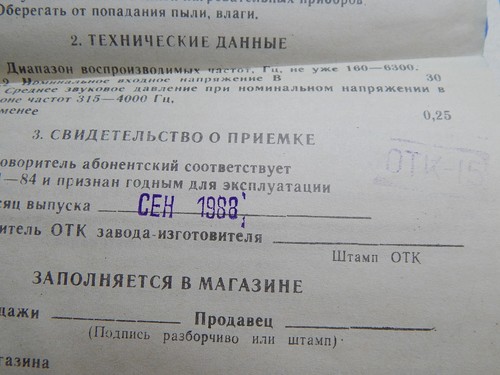 Оберегать от попадания пыли, влаги.
2. ТЕХНИЧЕСКИЕ ДАННЫЕ
Диапазон воспроизводимых частот, Гц, не уже 160—6300.
Номинальное входное напряжение В 30
Среднее звуковое давление при номинальном напряжении в
оне частот 315—4000 Гц,
менее 0,25
3. СВИДЕТЕЛЬСТВО О ПРИЕМКЕ
оворитель абонентский соответствует
—84 и признан годным для эксплуатации
ОТК-15
сяц выпуска СЕН 1988
витель ОТК завода-изготовителя
Штамп ОТК
ЗАПОЛНЯЕТСЯ В МАГАЗИНЕ
дажи Продавец
(Подпись разборчиво или штамп)
газина